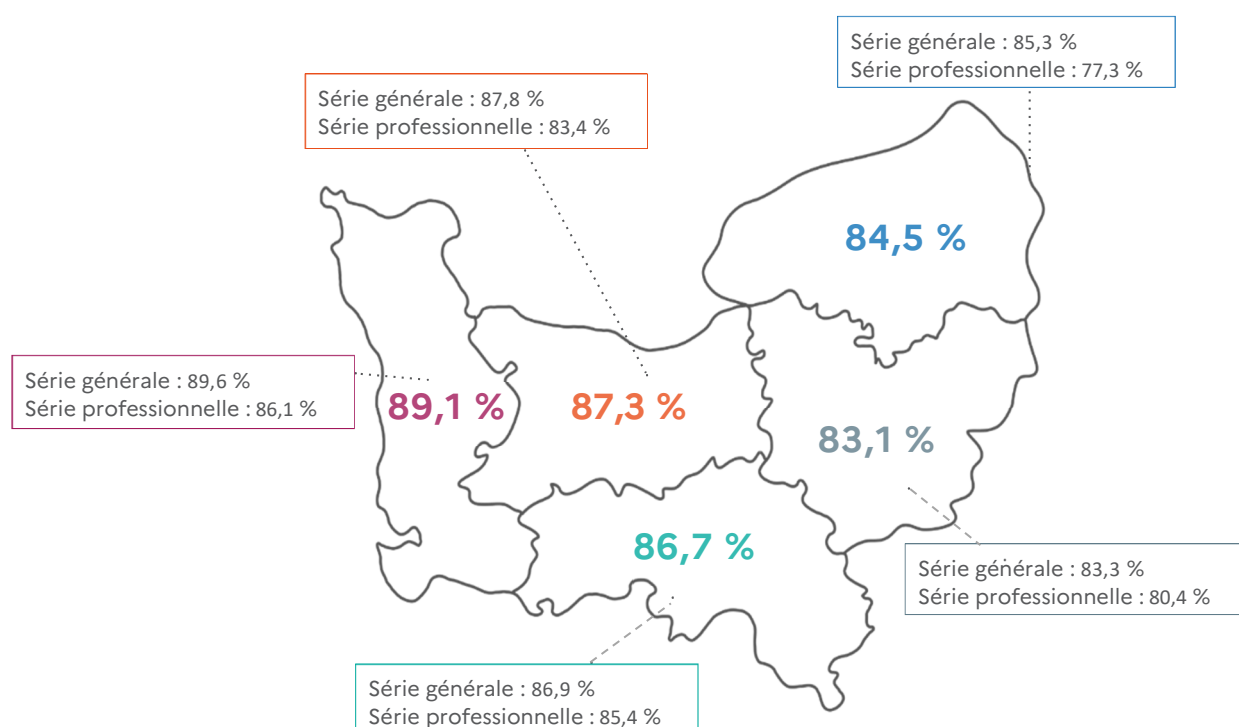 Série générale : 85,3 %
Série professionnelle : 77,3 %
Série générale : 87,8 %
Série professionnelle : 83,4 %
84,5 %
Série générale : 89,6 %
Série professionnelle : 86,1 %
89,1 %
87,3 %
83,1 %
86,7 %
Série générale : 83,3 %
Série professionnelle : 80,4 %
Série générale : 86,9 %
Série professionnelle : 85,4 %